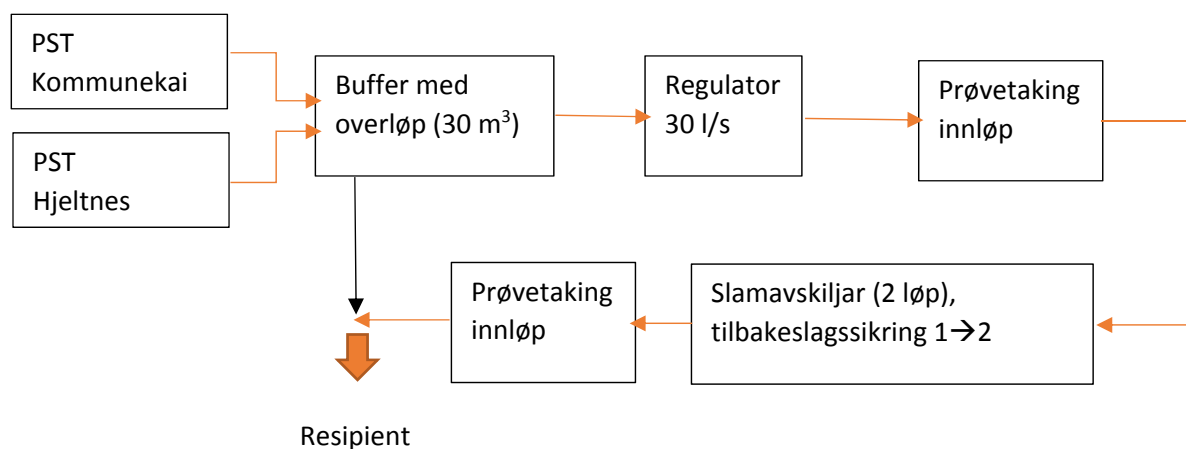 PST
Kommunekai
PST
Hjeltnes
Buffer med
overløp (30 m³)
Regulator
30 l/s
Prøvetaking
innløp
Slamavskiljar (2 løp),
tilbakeslagssikring 1→2
Prøvetaking
innløp
Resipient